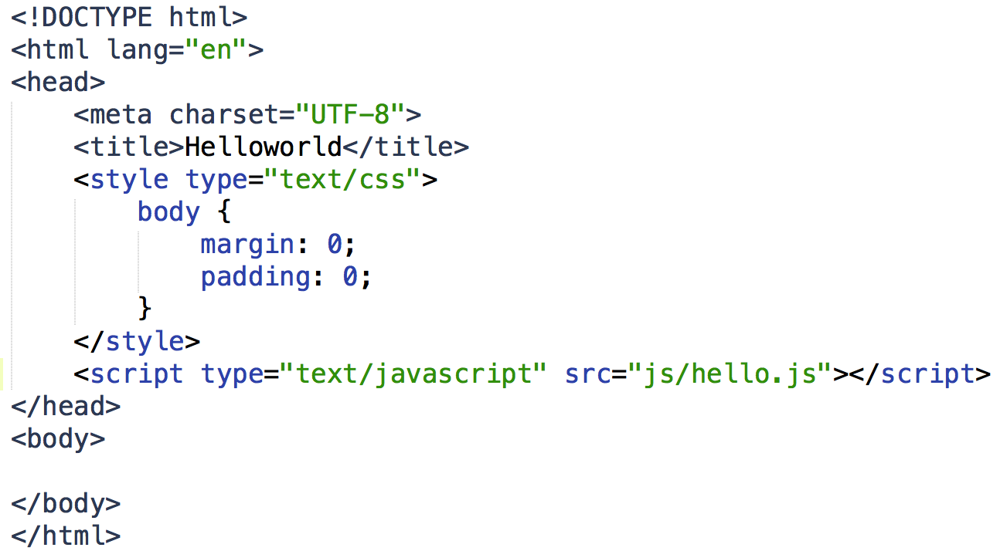 <!DOCTYPE html>
<html lang="en">
<head>
    <meta charset="UTF-8">
    <title>Helloworld</title>
    <style type="text/css">
        body {
            margin: 0;
            padding: 0;
        }
    </style>
    <script type="text/javascript" src="js/hello.js"></script>
</head>
<body>

</body>
</html>